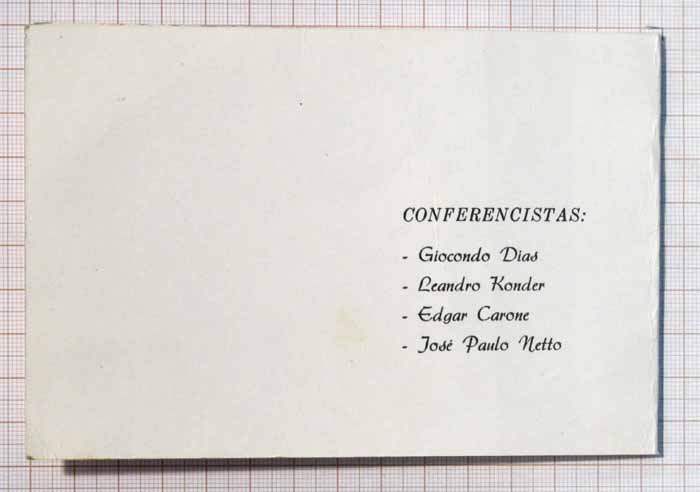 CONFERENCISTAS:
- Giocondo Dias
- Leandro Konder
- Edgar Carone
- José Paulo Netto